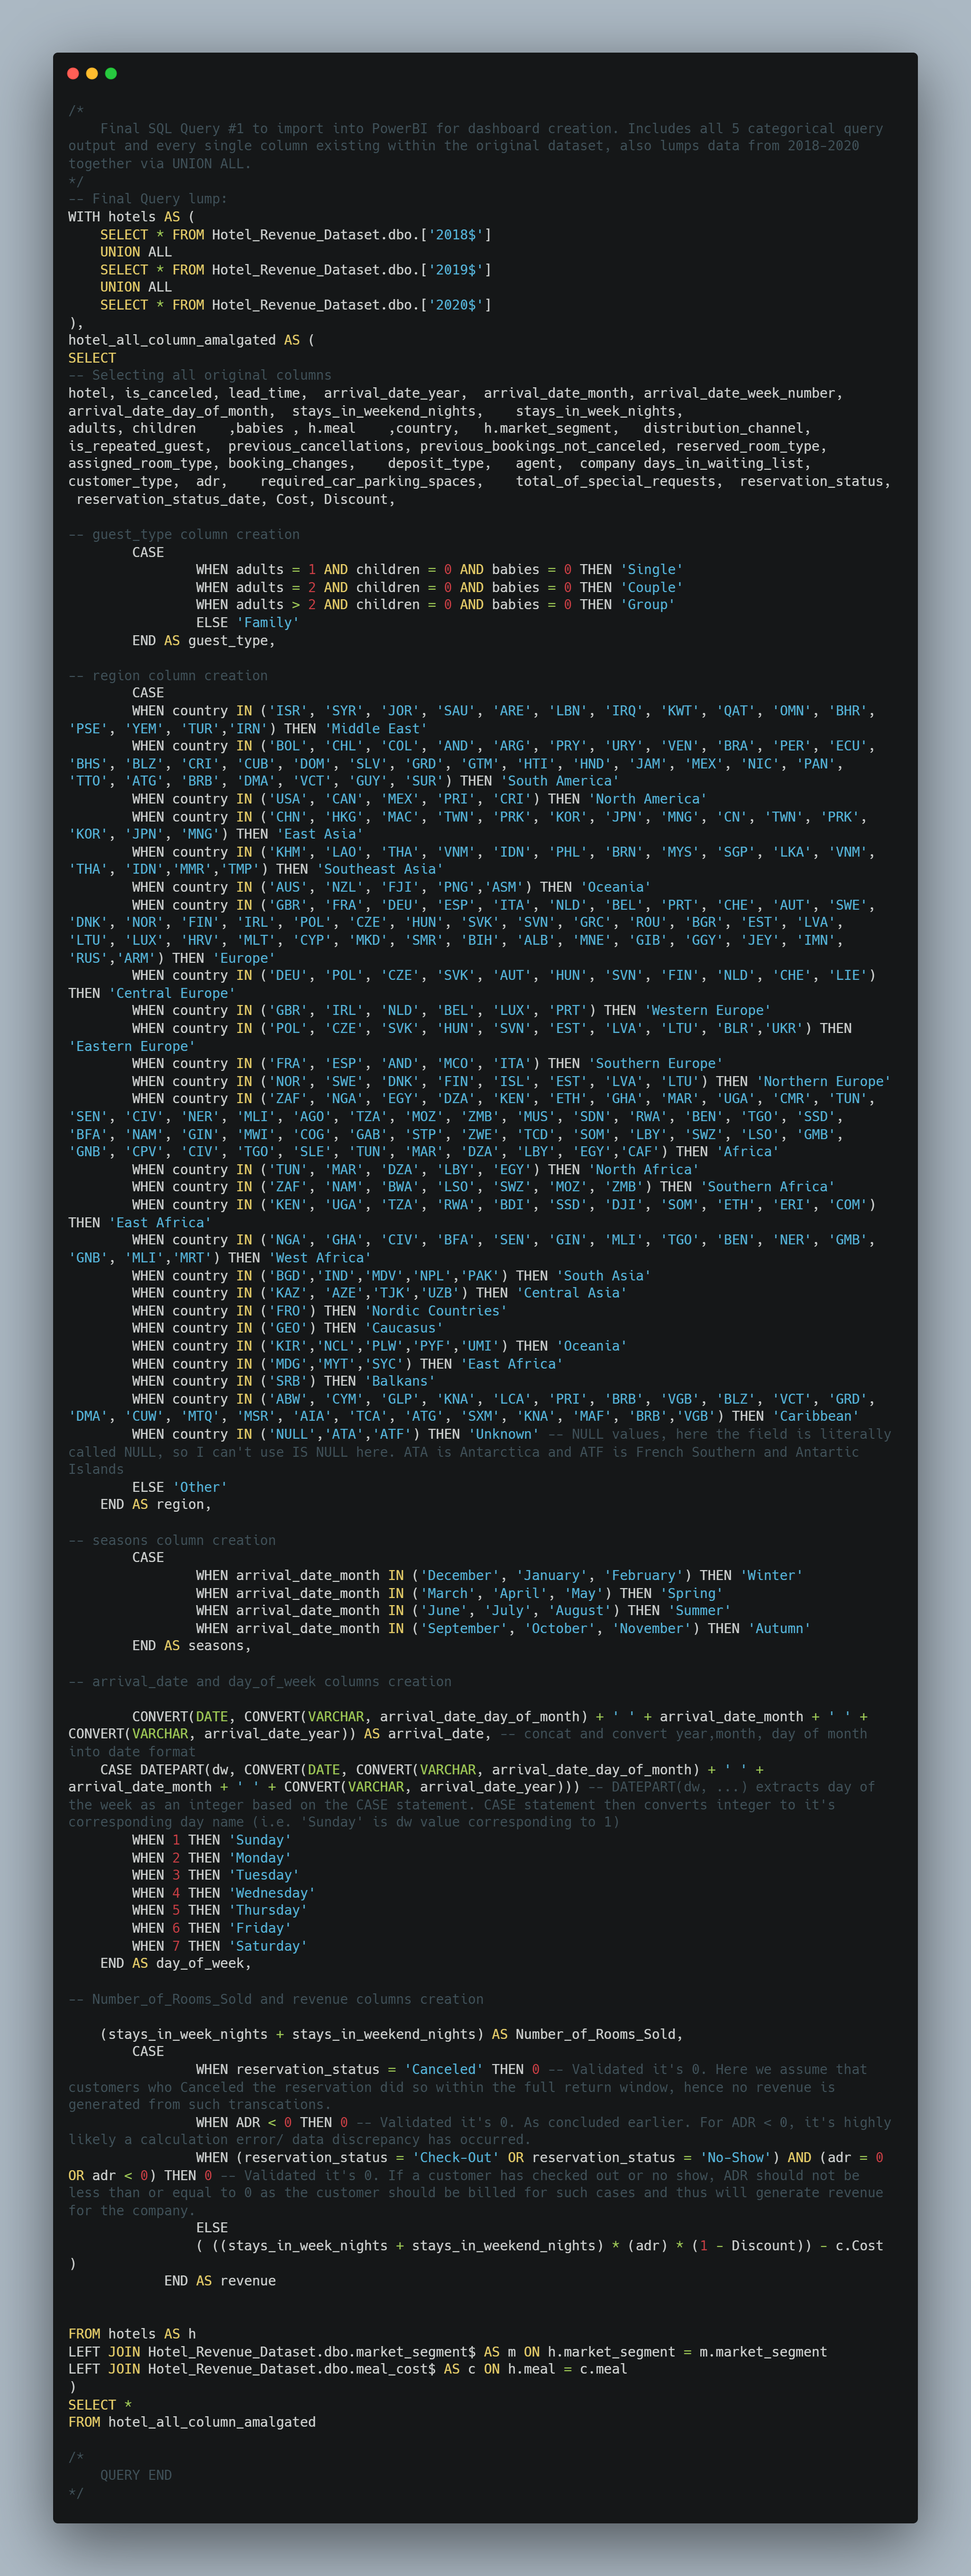 /*
    Final SQL Query #1 to import into PowerBI for dashboard creation. Includes all 5 categorical query
output and every single column existing within the original dataset, also lumps data from 2018-2020
together via UNION ALL.
*/
-- Final Query lump:
WITH hotels AS (
    SELECT * FROM Hotel_Revenue_Dataset.dbo.['2018$']
    UNION ALL
    SELECT * FROM Hotel_Revenue_Dataset.dbo.['2019$']
    UNION ALL
    SELECT * FROM Hotel_Revenue_Dataset.dbo.['2020$']
),
hotel_all_column_amalgated AS (
SELECT
-- Selecting all original columns
hotel, is_canceled, lead_time,  arrival_date_year,  arrival_date_month, arrival_date_week_number,
arrival_date_day_of_month,  stays_in_weekend_nights,    stays_in_week_nights,
adults, children    ,babies , h.meal    ,country,   h.market_segment,   distribution_channel,
is_repeated_guest,  previous_cancellations, previous_bookings_not_canceled, reserved_room_type,
assigned_room_type, booking_changes,    deposit_type,   agent,  company days_in_waiting_list,
customer_type,  adr,    required_car_parking_spaces,    total_of_special_requests,  reservation_status,
 reservation_status_date, Cost, Discount,
-- guest_type column creation
        CASE
                WHEN adults = 1 AND children = 0 AND babies = 0 THEN 'Single'
                WHEN adults = 2 AND children = 0 AND babies = 0 THEN 'Couple'
                WHEN adults > 2 AND children = 0 AND babies = 0 THEN 'Group'
                ELSE 'Family'
        END AS guest_type,
-- region column creation
        CASE
        WHEN country IN ('ISR', 'SYR', 'JOR', 'SAU', 'ARE', 'LBN', 'IRQ', 'KWT', 'QAT', 'OMN', 'BHR',
'PSE', 'YEM', 'TUR','IRN') THEN 'Middle East'
        WHEN country IN ('BOL', 'CHL', 'COL', 'AND', 'ARG', 'PRY', 'URY', 'VEN', 'BRA', 'PER', 'ECU',
'BHS', 'BLZ', 'CRI', 'CUB', 'DOM', 'SLV', 'GRD', 'GTM', 'HTI', 'HND', 'JAM', 'MEX', 'NIC', 'PAN',
'TTO', 'ATG', 'BRB', 'DMA', 'VCT', 'GUY', 'SUR') THEN 'South America'
        WHEN country IN ('USA', 'CAN', 'MEX', 'PRI', 'CRI') THEN 'North America'
        WHEN country IN ('CHN', 'HKG', 'MAC', 'TWN', 'PRK', 'KOR', 'JPN', 'MNG', 'CN', 'TWN', 'PRK',
'KOR', 'JPN', 'MNG') THEN 'East Asia'
        WHEN country IN ('KHM', 'LAO', 'THA', 'VNM', 'IDN', 'PHL', 'BRN', 'MYS', 'SGP', 'LKA', 'VNM',
'THA', 'IDN','MMR','TMP') THEN 'Southeast Asia'
        WHEN country IN ('AUS', 'NZL', 'FJI', 'PNG','ASM') THEN 'Oceania'
        WHEN country IN ('GBR', 'FRA', 'DEU', 'ESP', 'ITA', 'NLD', 'BEL', 'PRT', 'CHE', 'AUT', 'SWE',
'DNK', 'NOR', 'FIN', 'IRL', 'POL', 'CZE', 'HUN', 'SVK', 'SVN', 'GRC', 'ROU', 'BGR', 'EST', 'LVA',
'LTU', 'LUX', 'HRV', 'MLT', 'CYP', 'MKD', 'SMR', 'BIH', 'ALB', 'MNE', 'GIB', 'GGY', 'JEY', 'IMN',
'RUS','ARM') THEN 'Europe'
        WHEN country IN ('DEU', 'POL', 'CZE', 'SVK', 'AUT', 'HUN', 'SVN', 'FIN', 'NLD', 'CHE', 'LIE')
THEN 'Central Europe'
        WHEN country IN ('GBR', 'IRL', 'NLD', 'BEL', 'LUX', 'PRT') THEN 'Western Europe'
        WHEN country IN ('POL', 'CZE', 'SVK', 'HUN', 'SVN', 'EST', 'LVA', 'LTU', 'BLR','UKR') THEN
'Eastern Europe'
        WHEN country IN ('FRA', 'ESP', 'AND', 'MCO', 'ITA') THEN 'Southern Europe'
        WHEN country IN ('NOR', 'SWE', 'DNK', 'FIN', 'ISL', 'EST', 'LVA', 'LTU') THEN 'Northern Europe'
        WHEN country IN ('ZAF', 'NGA', 'EGY', 'DZA', 'KEN', 'ETH', 'GHA', 'MAR', 'UGA', 'CMR', 'TUN',
'SEN', 'CIV', 'NER', 'MLI', 'AGO', 'TZA', 'MOZ', 'ZMB', 'MUS', 'SDN', 'RWA', 'BEN', 'TGO', 'SSD',
'BFA', 'NAM', 'GIN', 'MWI', 'COG', 'GAB', 'STP', 'ZWE', 'TCD', 'SOM', 'LBY', 'SWZ', 'LSO', 'GMB',
'GNB', 'CPV', 'CIV', 'TGO', 'SLE', 'TUN', 'MAR', 'DZA', 'LBY', 'EGY','CAF') THEN 'Africa'
        WHEN country IN ('TUN', 'MAR', 'DZA', 'LBY', 'EGY') THEN 'North Africa'
        WHEN country IN ('ZAF', 'NAM', 'BWA', 'LSO', 'SWZ', 'MOZ', 'ZMB') THEN 'Southern Africa'
        WHEN country IN ('KEN', 'UGA', 'TZA', 'RWA', 'BDI', 'SSD', 'DJI', 'SOM', 'ETH', 'ERI', 'COM')
THEN 'East Africa'
        WHEN country IN ('NGA', 'GHA', 'CIV', 'BFA', 'SEN', 'GIN', 'MLI', 'TGO', 'BEN', 'NER', 'GMB',
'GNB', 'MLI','MRT') THEN 'West Africa'
        WHEN country IN ('BGD','IND','MDV','NPL','PAK') THEN 'South Asia'
        WHEN country IN ('KAZ', 'AZE','TJK','UZB') THEN 'Central Asia'
        WHEN country IN ('FRO') THEN 'Nordic Countries'
        WHEN country IN ('GEO') THEN 'Caucasus'
        WHEN country IN ('KIR','NCL','PLW','PYF','UMI') THEN 'Oceania'
        WHEN country IN ('MDG','MYT','SYC') THEN 'East Africa'
        WHEN country IN ('SRB') THEN 'Balkans'
        WHEN country IN ('ABW', 'CYM', 'GLP', 'KNA', 'LCA', 'PRI', 'BRB', 'VGB', 'BLZ', 'VCT', 'GRD',
'DMA', 'CUW', 'MTQ', 'MSR', 'AIA', 'TCA', 'ATG', 'SXM', 'KNA', 'MAF', 'BRB','VGB') THEN 'Caribbean'
        WHEN country IN ('NULL','ATA','ATF') THEN 'Unknown' -- NULL values, here the field is literally
called NULL, so I can't use IS NULL here. ATA is Antarctica and ATF is French Southern and Antartic
Islands
        ELSE 'Other'
    END AS region,
-- seasons column creation
        CASE
                WHEN arrival_date_month IN ('December', 'January', 'February') THEN 'Winter'
                WHEN arrival_date_month IN ('March', 'April', 'May') THEN 'Spring'
                WHEN arrival_date_month IN ('June', 'July', 'August') THEN 'Summer'
                WHEN arrival_date_month IN ('September', 'October', 'November') THEN 'Autumn'
        END AS seasons,
-- arrival_date and day_of_week columns creation
        CONVERT(DATE, CONVERT(VARCHAR, arrival_date_day_of_month) + ' ' + arrival_date_month + ' ' +
CONVERT(VARCHAR, arrival_date_year)) AS arrival_date, -- concat and convert year,month, day of month
into date format
    CASE DATEPART(dw, CONVERT(DATE, CONVERT(VARCHAR, arrival_date_day_of_month) + ' ' +
arrival_date_month + ' ' + CONVERT(VARCHAR, arrival_date_year))) -- DATEPART(dw, ...) extracts day of
the week as an integer based on the CASE statement. CASE statement then converts integer to it's
corresponding day name (i.e. 'Sunday' is dw value corresponding to 1)
        WHEN 1 THEN 'Sunday'
        WHEN 2 THEN 'Monday'
        WHEN 3 THEN 'Tuesday'
        WHEN 4 THEN 'Wednesday'
        WHEN 5 THEN 'Thursday'
        WHEN 6 THEN 'Friday'
        WHEN 7 THEN 'Saturday'
    END AS day_of_week,
-- Number_of_Rooms_Sold and revenue columns creation
    (stays_in_week_nights + stays_in_weekend_nights) AS Number_of_Rooms_Sold,
        CASE
                WHEN reservation_status = 'Canceled' THEN 0 -- Validated it's 0. Here we assume that
customers who Canceled the reservation did so within the full return window, hence no revenue is
generated from such transcations.
                WHEN ADR < 0 THEN 0 -- Validated it's 0. As concluded earlier. For ADR < 0, it's highly
likely a calculation error/ data discrepancy has occurred.
                WHEN (reservation_status = 'Check-Out' OR reservation_status = 'No-Show') AND (adr = 0
OR adr < 0) THEN 0 -- Validated it's 0. If a customer has checked out or no show, ADR should not be
less than or equal to 0 as the customer should be billed for such cases and thus will generate revenue
for the company.
                ELSE
                ( ((stays_in_week_nights + stays_in_weekend_nights) * (adr) * (1 - Discount)) - c.Cost
)
            END AS revenue
FROM hotels AS h
LEFT JOIN Hotel_Revenue_Dataset.dbo.market_segment$ AS m ON h.market_segment = m.market_segment
LEFT JOIN Hotel_Revenue_Dataset.dbo.meal_cost$ AS c ON h.meal = c.meal
)
SELECT *
FROM hotel_all_column_amalgated
/*
    QUERY END
*/